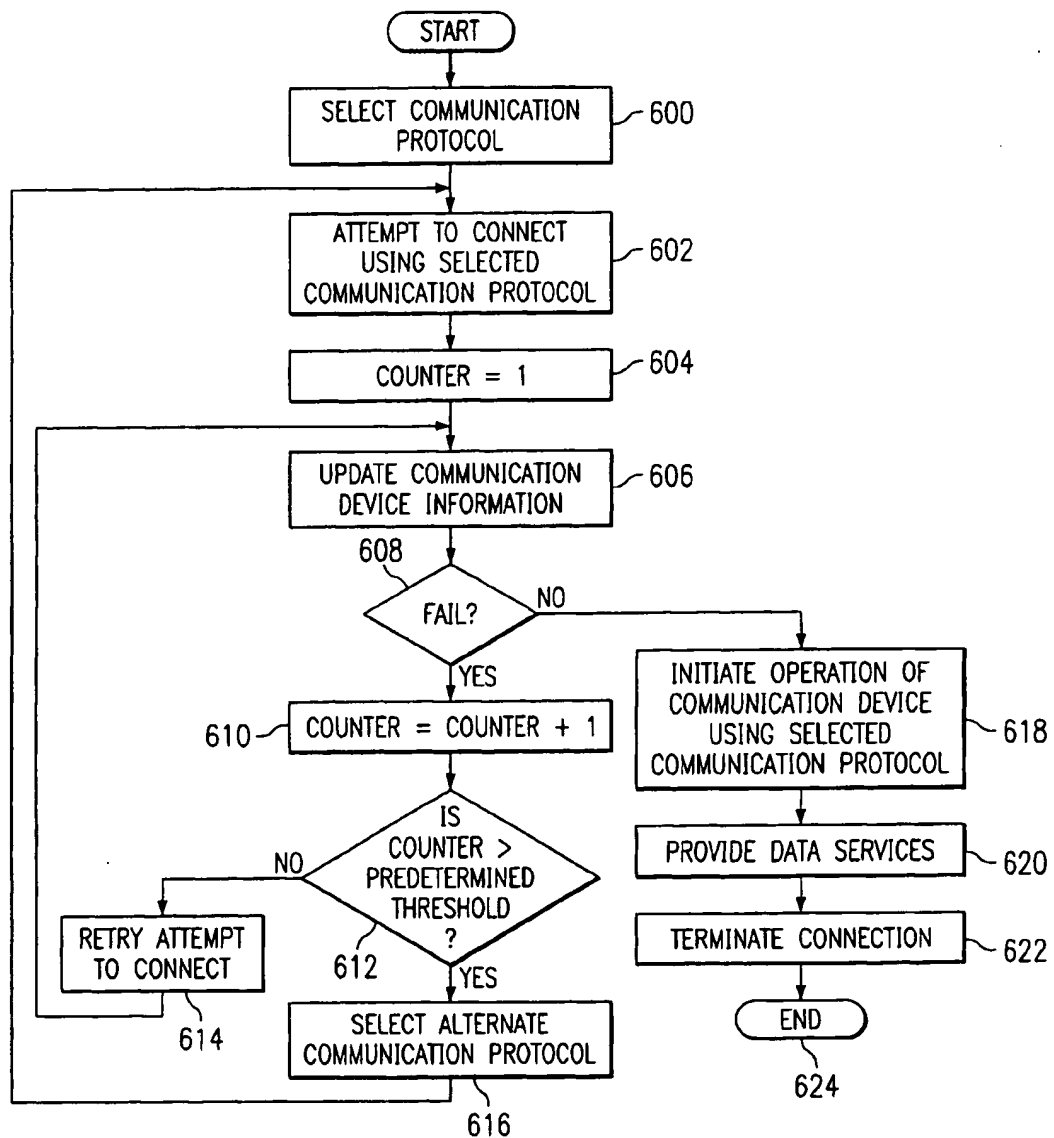 START
SELECT COMMUNICATION
PROTOCOL
600
ATTEMPT TO CONNECT
USING SELECTED
COMMUNICATION PROTOCOL
602
COUNTER = 1
604
UPDATE COMMUNICATION
DEVICE INFORMATION
606
608
FAIL?
NO
YES
610
COUNTER = COUNTER + 1
IS
COUNTER >
PREDETERMINED
THRESHOLD
?
612
NO
RETRY ATTEMPT
TO CONNECT
614
YES
SELECT ALTERNATE
COMMUNICATION PROTOCOL
616
INITIATE OPERATION OF
COMMUNICATION DEVICE
USING SELECTED
COMMUNICATION PROTOCOL
618
PROVIDE DATA SERVICES
620
TERMINATE CONNECTION
622
END
624